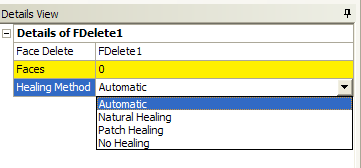 Details View
Details of FDelete1
Face Delete FDelete1
Faces 0
Healing Method Automatic
Automatic
Natural Healing
Patch Healing
No Healing